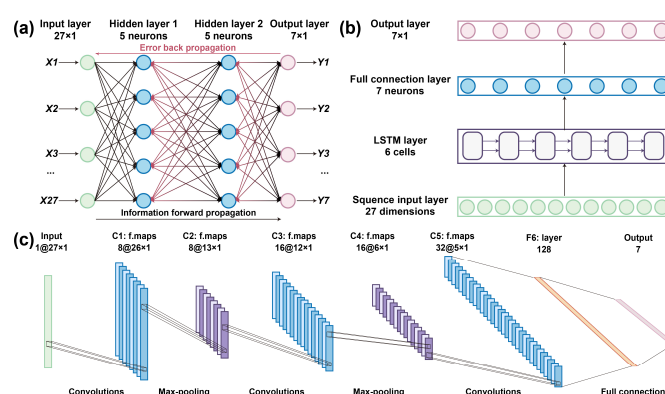 (a)
Input layer
27×1
Hidden layer 1
5 neurons
Hidden layer 2
5 neurons
Output layer
7×1
Error back propagation
X1
X2
X3
...
X27
Y1
Y2
Y3
...
Y7
Information forward propagation
(b)
Output layer
7×1
Full connection layer
7 neurons
LSTM layer
6 cells
Squence input layer
27 dimensions
(c)
Input
1@27×1
C1: f.maps
8@26×1
C2: f.maps
8@13×1
C3: f.maps
16@12×1
C4: f.maps
16@6×1
C5: f.maps
32@5×1
F6: layer
128
Output
7
Convolutions
Max-pooling
Convolutions
Max-pooling
Convolutions
Full connection